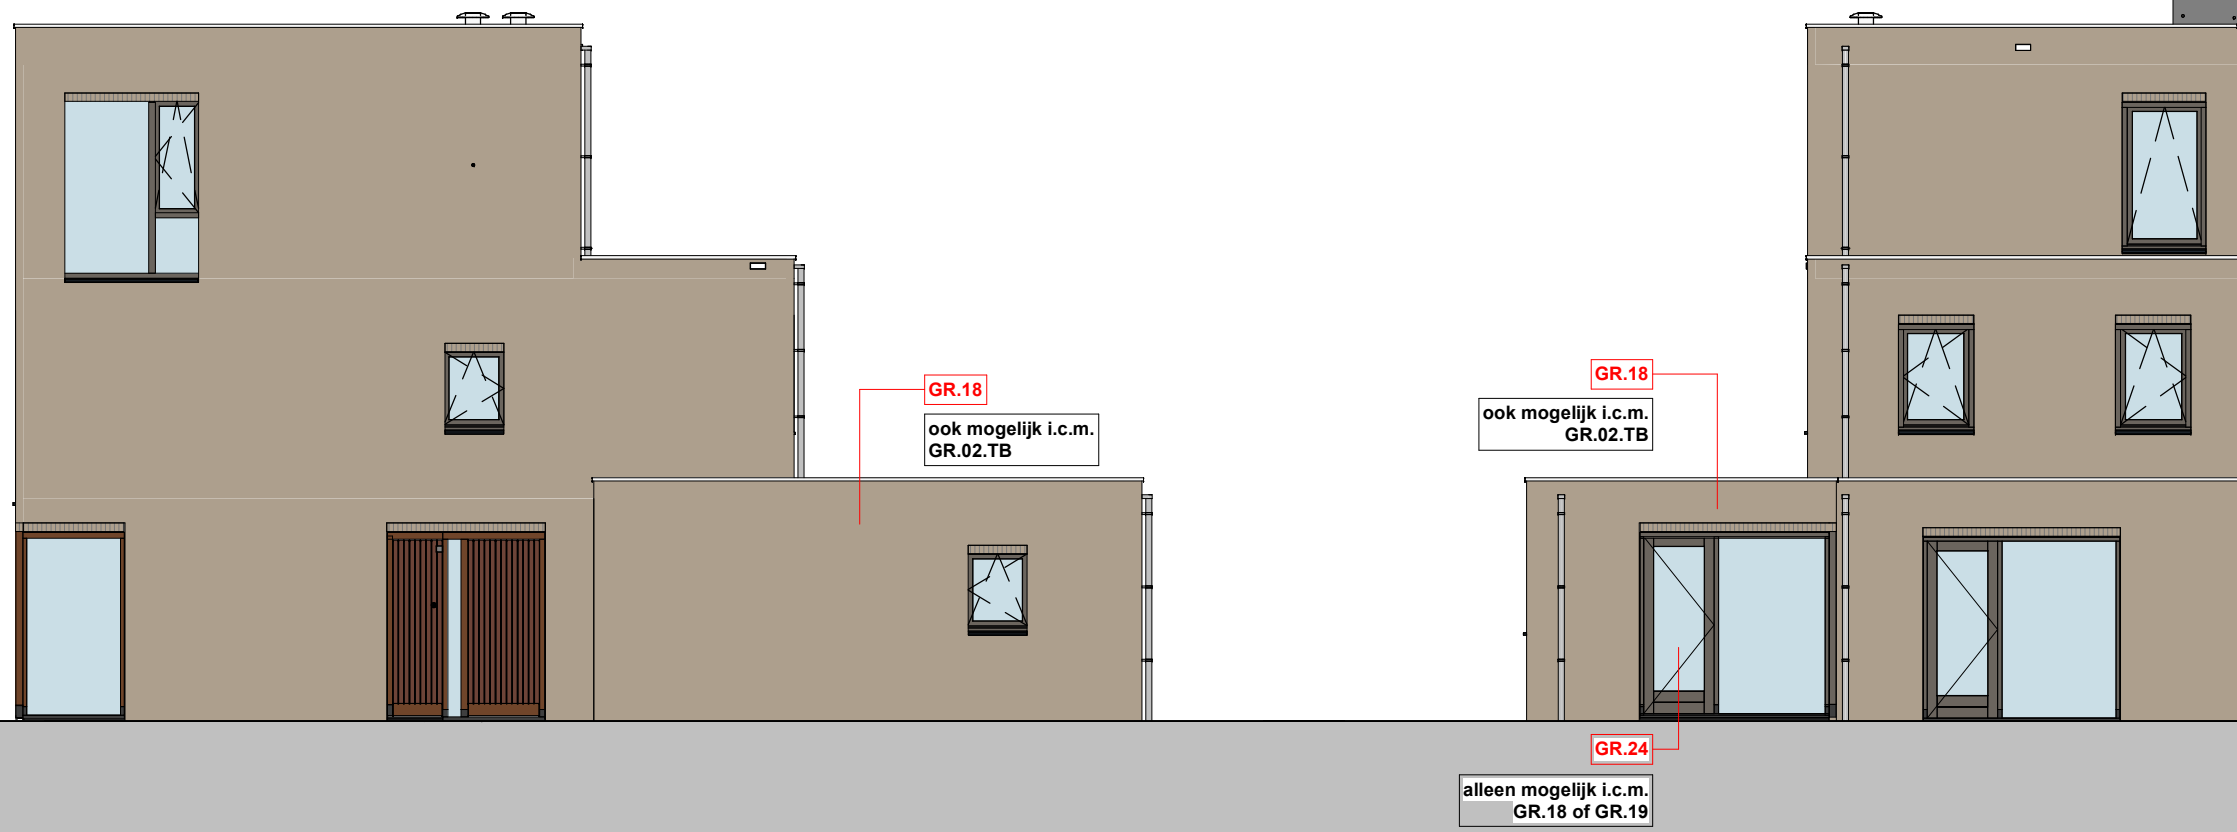 GR.18
ook mogelijk i.c.m.
GR.02.TB
GR.18
ook mogelijk i.c.m.
GR.02.TB
GR.24
alleen mogelijk i.c.m.
GR.18 of GR.19